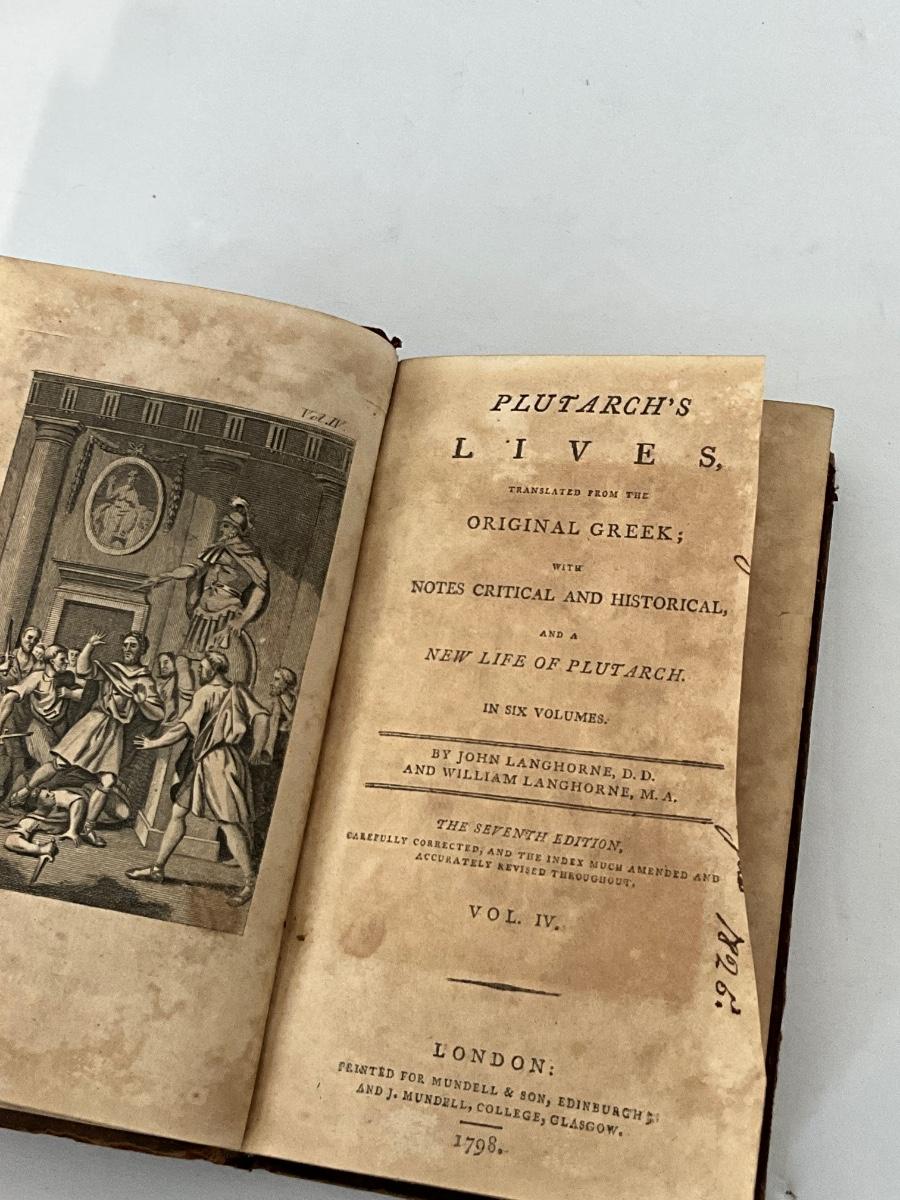 Vol. IV.
PLUTARCH'S
LIVES,
TRANSLATED FROM THE
ORIGINAL GREEK;
WITH
NOTES CRITICAL AND HISTORICAL,
AND A
NEW LIFE OF PLUTARCH.
IN SIX VOLUMES.
BY JOHN LANGHORNE, D. D.
AND WILLIAM LANGHORNE, M. A.
THE SEVENTH EDITION,
CAREFULLY CORRECTED, AND THE INDEX MUCH AMENDED AND
ACCURATELY REVISED THROUGHOUT.
VOL. IV.
1826.
LONDON:
PRINTED FOR MUNDELL & SON, EDINBURGH;
AND J. MUNDELL, COLLEGE, GLASGOW.
1798.